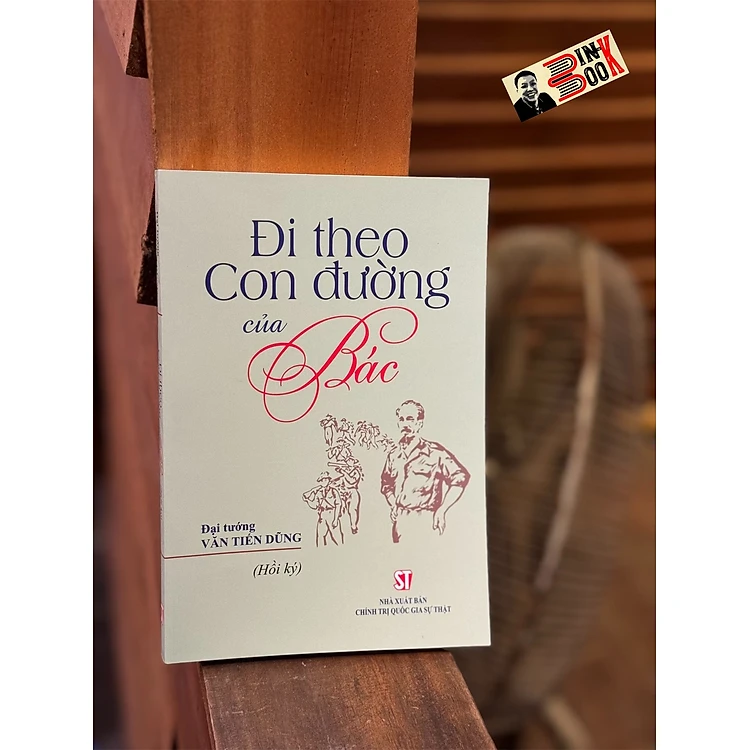 BIN
BOOK
Đi theo
Con đường
của
Bác
Đại tướng
VĂN TIẾN DŨNG
(Hồi ký)
ST
NHÀ XUẤT BẢN
CHÍNH TRỊ QUỐC GIA SỰ THẬT